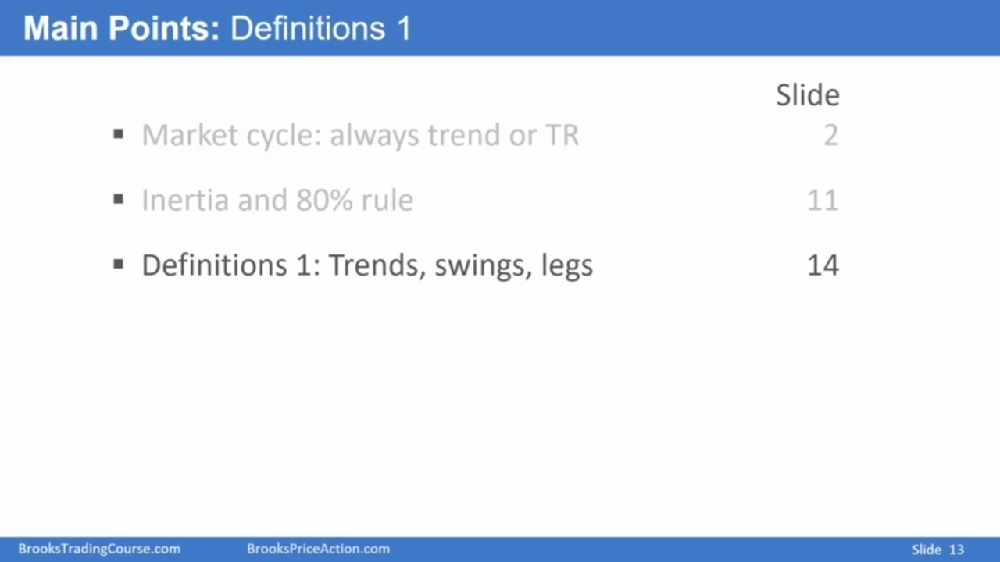 Main Points: Definitions 1
Slide
▪ Market cycle: always trend or TR 2
▪ Inertia and 80% rule 11
▪ Definitions 1: Trends, swings, legs 14
BrooksTradingCourse.com BrooksPriceAction.com Slide 13